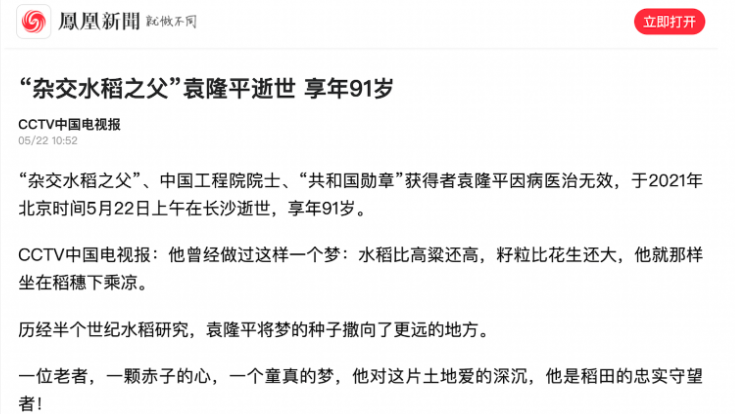 鳳凰新聞 就做不同
立即打开
“杂交水稻之父”袁隆平逝世 享年91岁
CCTV中国电视报
05/22 10:52
“杂交水稻之父”、中国工程院院士、“共和国勋章”获得者袁隆平因病医治无效，于2021年
北京时间5月22日上午在长沙逝世，享年91岁。
CCTV中国电视报：他曾经做过这样一个梦：水稻比高粱还高，籽粒比花生还大，他就那样
坐在稻穗下乘凉。
历经半个世纪水稻研究，袁隆平将梦的种子撒向了更远的地方。
一位老者，一颗赤子的心，一个童真的梦，他对这片土地爱的深沉，他是稻田的忠实守望
者！